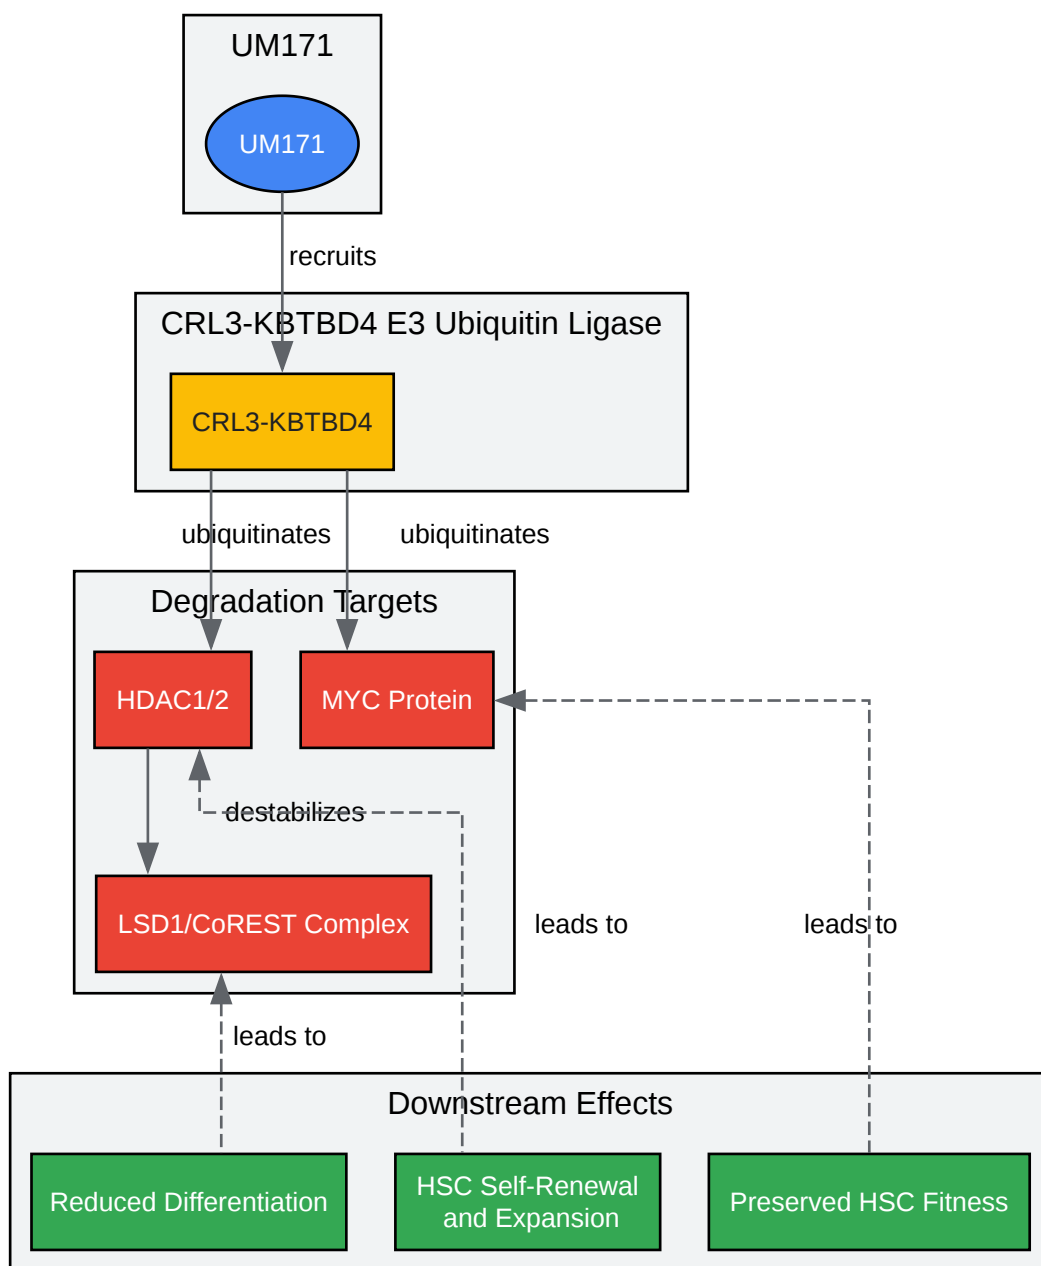 UM171
UM171
recruits
CRL3-KBTBD4 E3 Ubiquitin Ligase
CRL3-KBTBD4
ubiquitinates
ubiquitinates
Degradation Targets
HDAC1/2
MYC Protein
destabilizes
LSD1/CoREST Complex
leads to
leads to
leads to
Downstream Effects
Reduced Differentiation
HSC Self-Renewal
and Expansion
Preserved HSC Fitness